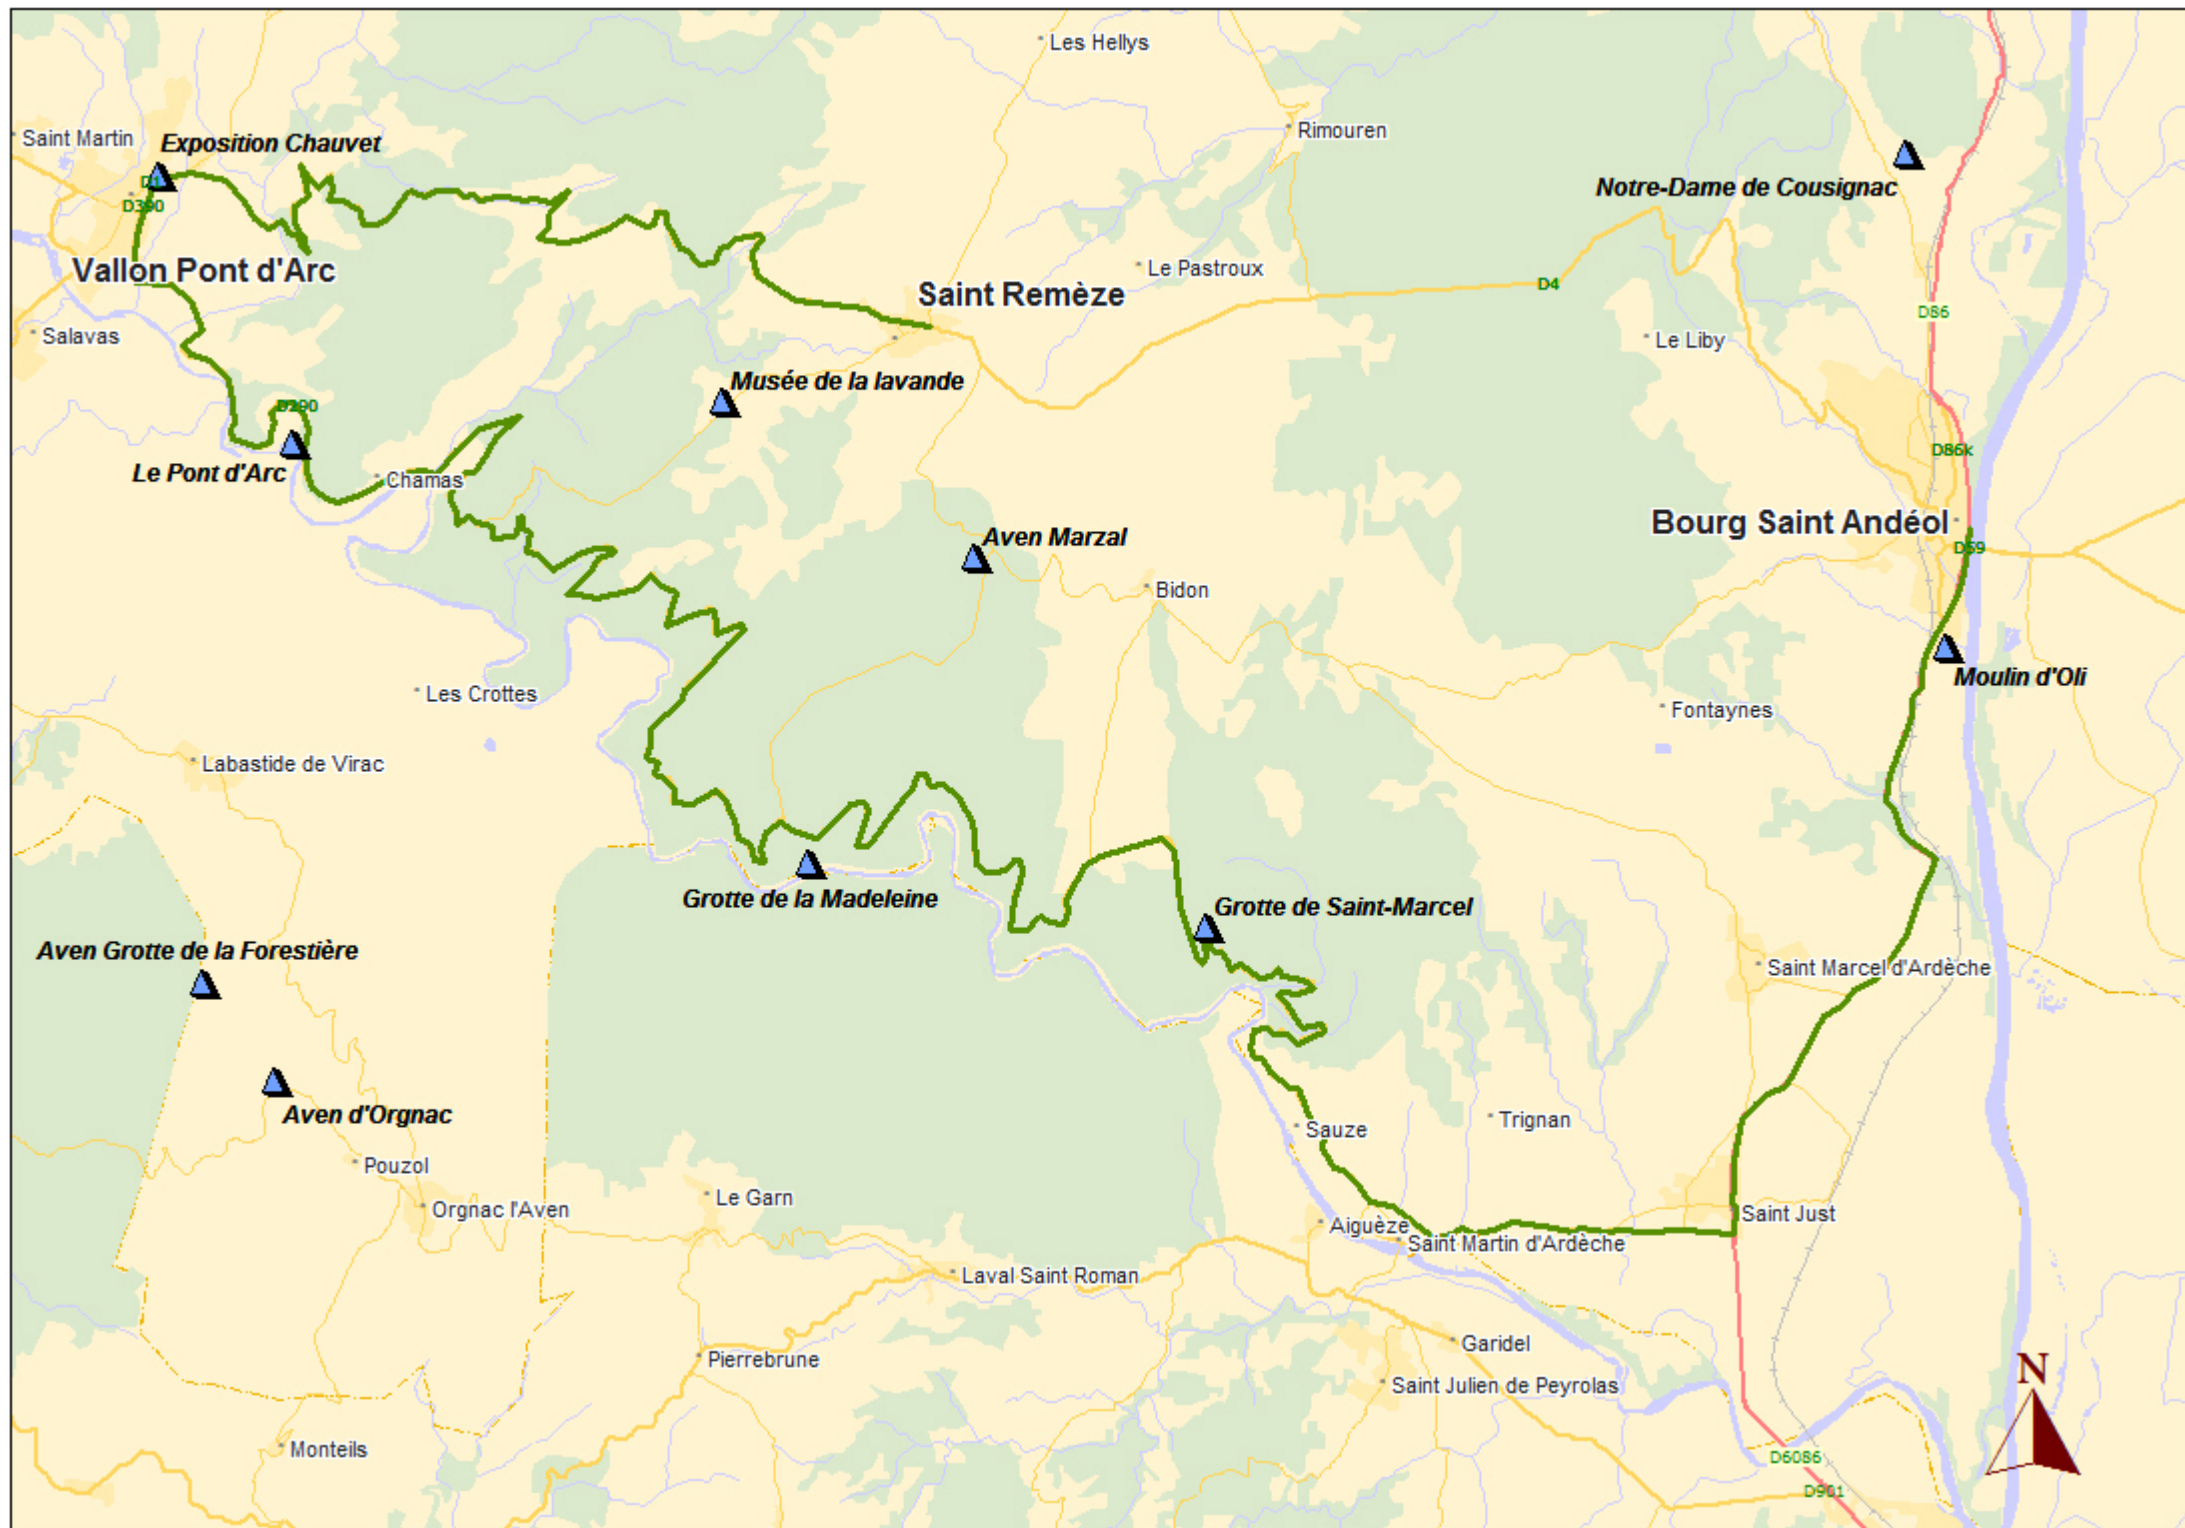 Les Hellys
Saint Martin
Exposition Chauvet
Rimouren
D1
D390
Notre-Dame de Cousignac
Vallon Pont d'Arc
Le Pastroux
Saint Remèze
D4
D86
Salavas
Le Liby
Musée de la lavande
Le Pont d'Arc
Chamas
D86k
Bourg Saint Andéol
Aven Marzal
D59
Bidon
Moulin d'Oli
Les Crottes
Fontaynes
Labastide de Virac
Grotte de la Madeleine
Grotte de Saint-Marcel
Aven Grotte de la Forestière
Saint Marcel d'Ardèche
Aven d'Orgnac
Sauze
Trignan
Pouzol
Le Garn
Orgnac l'Aven
Aiguèze
Saint Just
Saint Martin d'Ardèche
Laval Saint Roman
Garidel
Pierrebrune
Saint Julien de Peyrolas
N
Monteils
D6086
D901